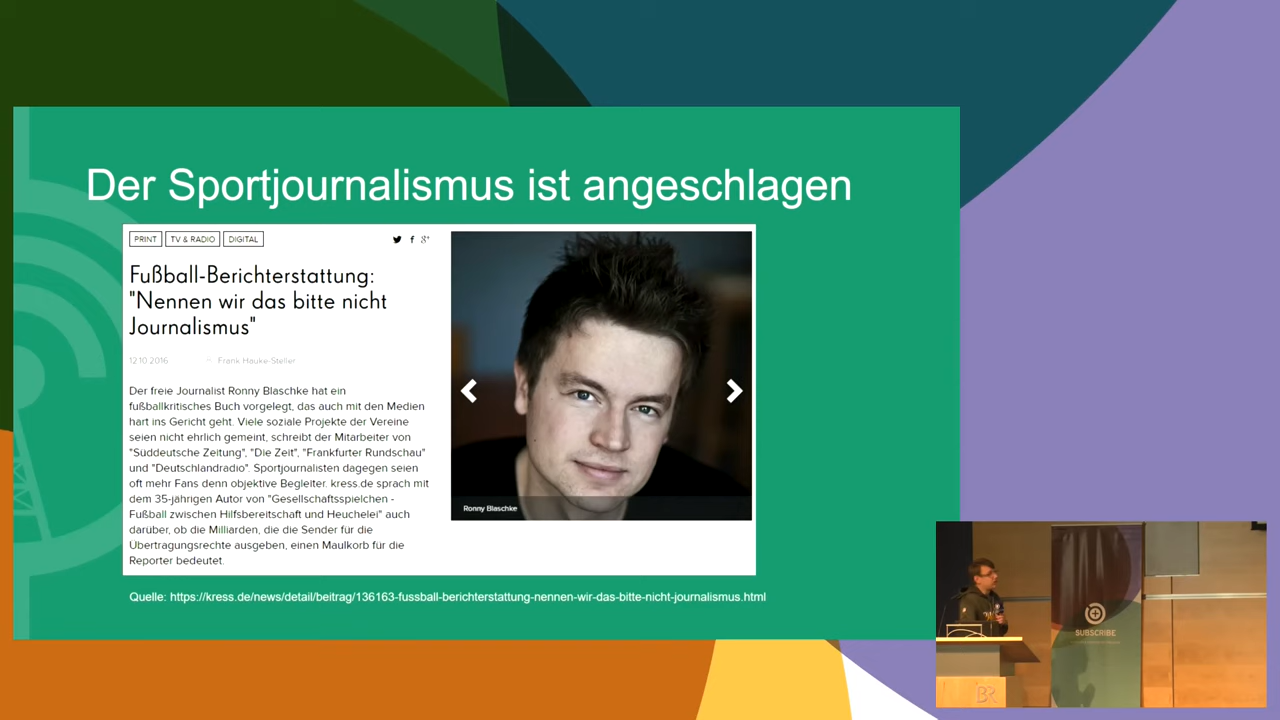 Der Sportjournalismus ist angeschlagen
PRINT TV & RADIO DIGITAL
Fußball-Berichterstattung:
"Nennen wir das bitte nicht
Journalismus"
12.10.2016 Frank Hauke-Steller
Der freie Journalist Ronny Blaschke hat ein
fußballkritisches Buch vorgelegt, das auch mit den Medien
hart ins Gericht geht. Viele soziale Projekte der Vereine
seien nicht ehrlich gemeint, schreibt der Mitarbeiter von
"Süddeutsche Zeitung", "Die Zeit", "Frankfurter Rundschau"
und "Deutschlandradio". Sportjournalisten dagegen seien
oft mehr Fans denn objektive Begleiter. kress.de sprach mit
dem 35-jährigen Autor von "Gesellschaftsspielchen -
Fußball zwischen Hilfsbereitschaft und Heuchelei" auch
darüber, ob die Milliarden, die die Sender für die
Übertragungsrechte ausgeben, einen Maulkorb für die
Reporter bedeutet.
Ronny Blaschke
Quelle: https://kress.de/news/detail/beitrag/136163-fussball-berichterstattung-nennen-wir-das-bitte-nicht-journalismus.html
SUBSCRIBE
BR